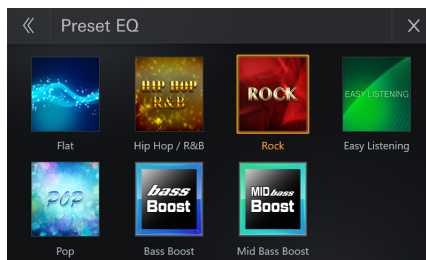 《 Preset EQ X
HIP HOP
R&B
ROCK
EASY LISTENING
Flat
Hip Hop / R&B
Rock
Easy Listening
POP
bass
Boost
MID bass
Boost
Pop
Bass Boost
Mid Bass Boost